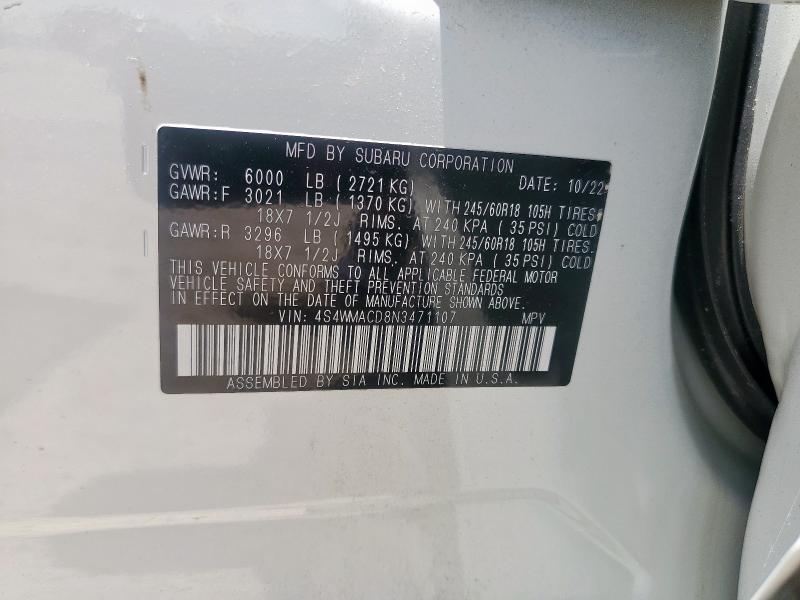 MFD BY SUBARU CORPORATION
GVWR: 6000 LB ( 2721 KG) DATE: 10/22
GAWR:F 3021 LB ( 1370 KG) WITH 245/60R18 105H TIRES,
18X7 1/2J RIMS, AT 240 KPA ( 35 PSI) COLD
GAWR:R 3296 LB ( 1495 KG) WITH 245/60R18 105H TIRES,
18X7 1/2J RIMS, AT 240 KPA ( 35 PSI) COLD
THIS VEHICLE CONFORMS TO ALL APPLICABLE FEDERAL MOTOR
VEHICLE SAFETY AND THEFT PREVENTION STANDARDS
IN EFFECT ON THE DATE OF MANUFACTURE SHOWN ABOVE.
VIN: 4S4WMACD8N3471107 MPV
ASSEMBLED BY SIA INC. MADE IN U.S.A.